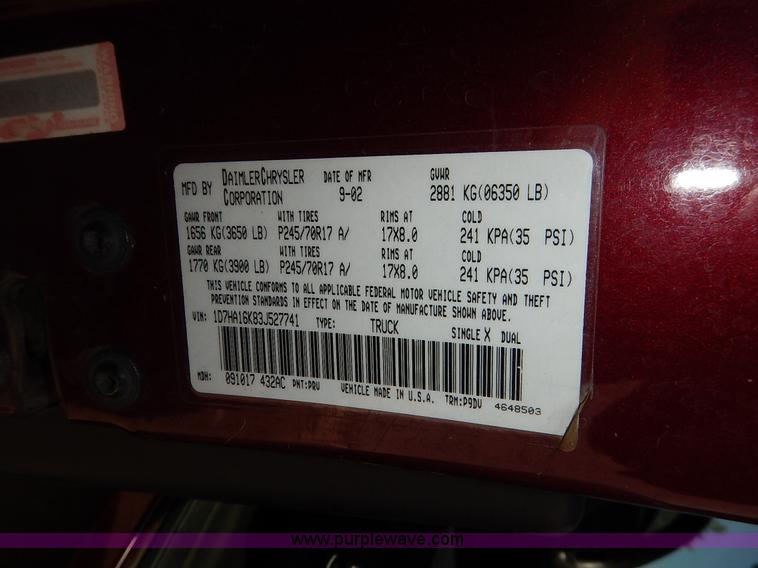 MFD BY DAIMLERCHRYSLER CORPORATION DATE OF MFR 9-02 GVWR 2881 KG(06350 LB)
GAWR FRONT WITH TIRES RIMS AT COLD
1656 KG(3650 LB) P245/70R17 A/ 17X8.0 241 KPA(35 PSI)
GAWR REAR WITH TIRES RIMS AT COLD
1770 KG(3900 LB) P245/70R17 A/ 17X8.0 241 KPA(35 PSI)
THIS VEHICLE CONFORMS TO ALL APPLICABLE FEDERAL MOTOR VEHICLE SAFETY AND THEFT
PREVENTION STANDARDS IN EFFECT ON THE DATE OF MANUFACTURE SHOWN ABOVE.
VIN: 1D7HA16K83J527741 TYPE: TRUCK SINGLE X DUAL
MDH: 091017 432AC PNT:PRV VEHICLE MADE IN U.S.A. TRM:P9DV 4648503
www.purplewave.com